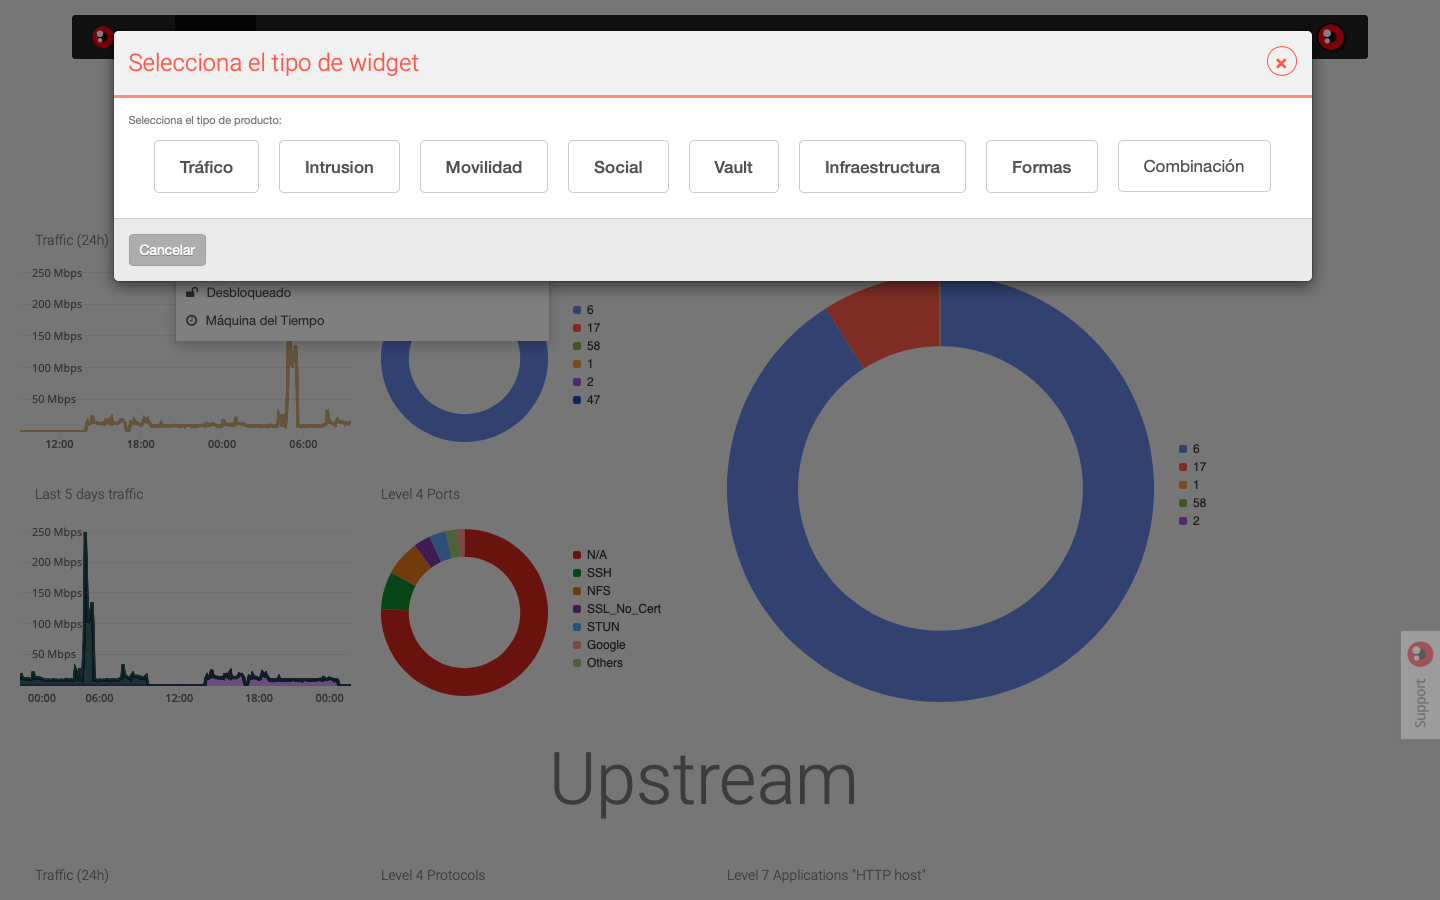 Selecciona el tipo de widget
Selecciona el tipo de producto:
Tráfico
Intrusion
Movilidad
Social
Vault
Infraestructura
Formas
Combinación
Cancelar
Desbloqueado
Máquina del Tiempo
Traffic (24h)
250 Mbps
200 Mbps
150 Mbps
100 Mbps
50 Mbps
12:00
18:00
00:00
06:00
6
17
58
1
2
47
6
17
1
58
2
Last 5 days traffic
250 Mbps
200 Mbps
150 Mbps
100 Mbps
50 Mbps
00:00
06:00
12:00
18:00
00:00
Level 4 Ports
N/A
SSH
NFS
SSL_No_Cert
STUN
Google
Others
Support
Upstream
Traffic (24h)
Level 4 Protocols
Level 7 Applications "HTTP host"